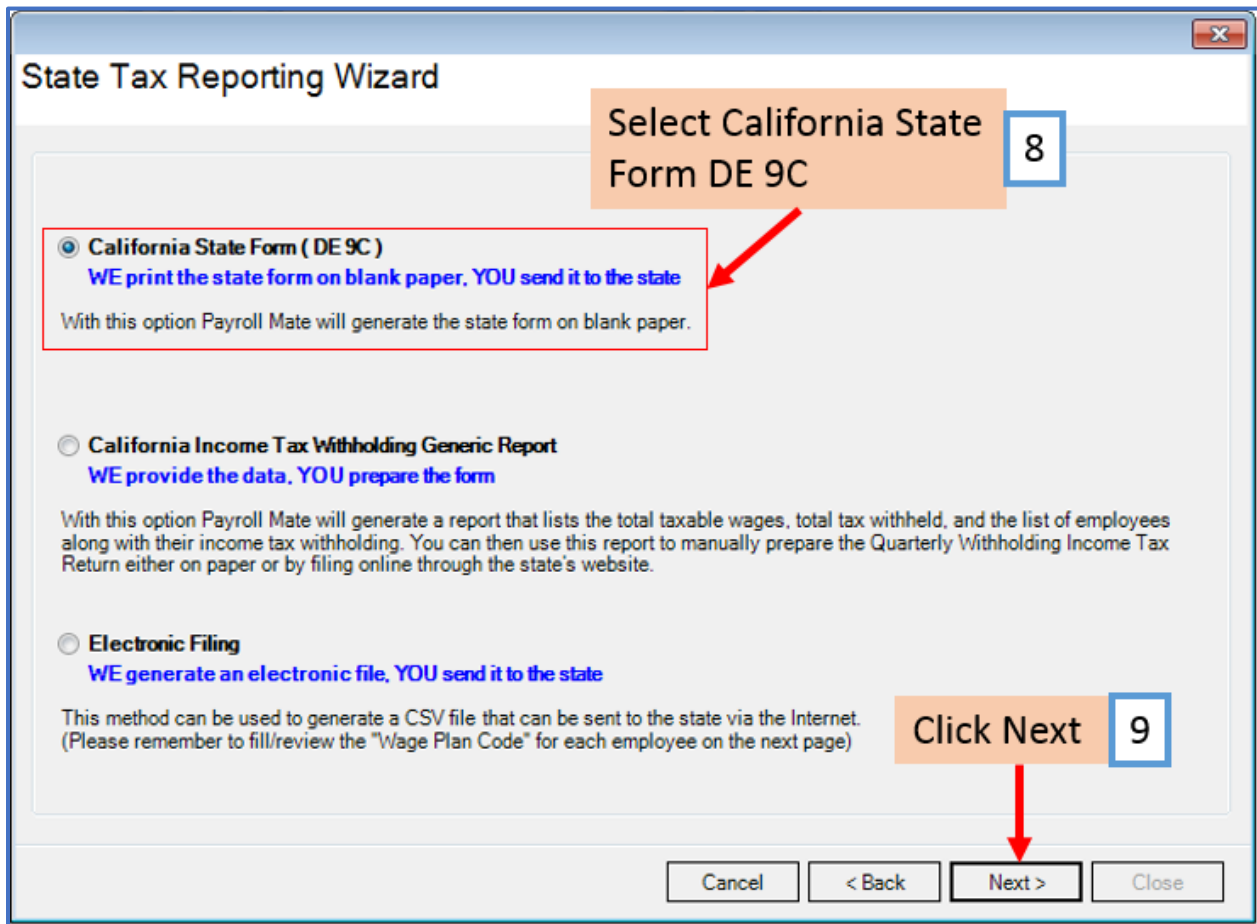 State Tax Reporting Wizard
Select California State
Form DE 9C
8
California State Form ( DE 9C )
WE print the state form on blank paper, YOU send it to the state
With this option Payroll Mate will generate the state form on blank paper.
California Income Tax Withholding Generic Report
WE provide the data, YOU prepare the form
With this option Payroll Mate will generate a report that lists the total taxable wages, total tax withheld, and the list of employees
along with their income tax withholding. You can then use this report to manually prepare the Quarterly Withholding Income Tax
Return either on paper or by filing online through the state's website.
Electronic Filing
WE generate an electronic file, YOU send it to the state
This method can be used to generate a CSV file that can be sent to the state via the Internet.
(Please remember to fill/review the "Wage Plan Code" for each employee on the next page)
Click Next
9
Cancel
< Back
Next >
Close